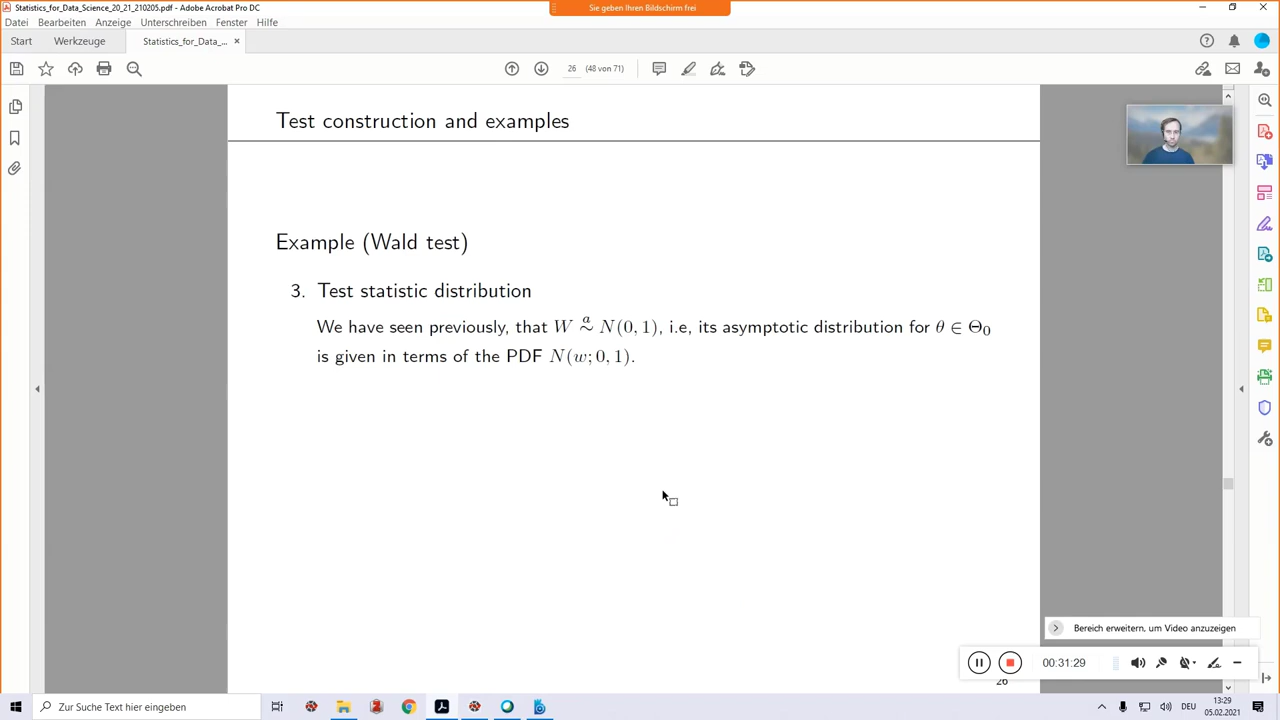 Statistics_for_Data_Science_20_21_210205.pdf - Adobe Acrobat Pro DC
Sie geben Ihren Bildschirm frei
Datei Bearbeiten Anzeige Unterschreiben Fenster Hilfe
Start Werkzeuge Statistics_for_Data_... ×
26 (48 von 71)
Test construction and examples
Example (Wald test)
3. Test statistic distribution
We have seen previously, that W a∼ N(0, 1), i.e, its asymptotic distribution for θ ∈ Θ₀
is given in terms of the PDF N(w; 0, 1).
Bereich erweitern, um Video anzuzeigen
00:31:29
26
Zur Suche Text hier eingeben
DEU
13:29
05.02.2021